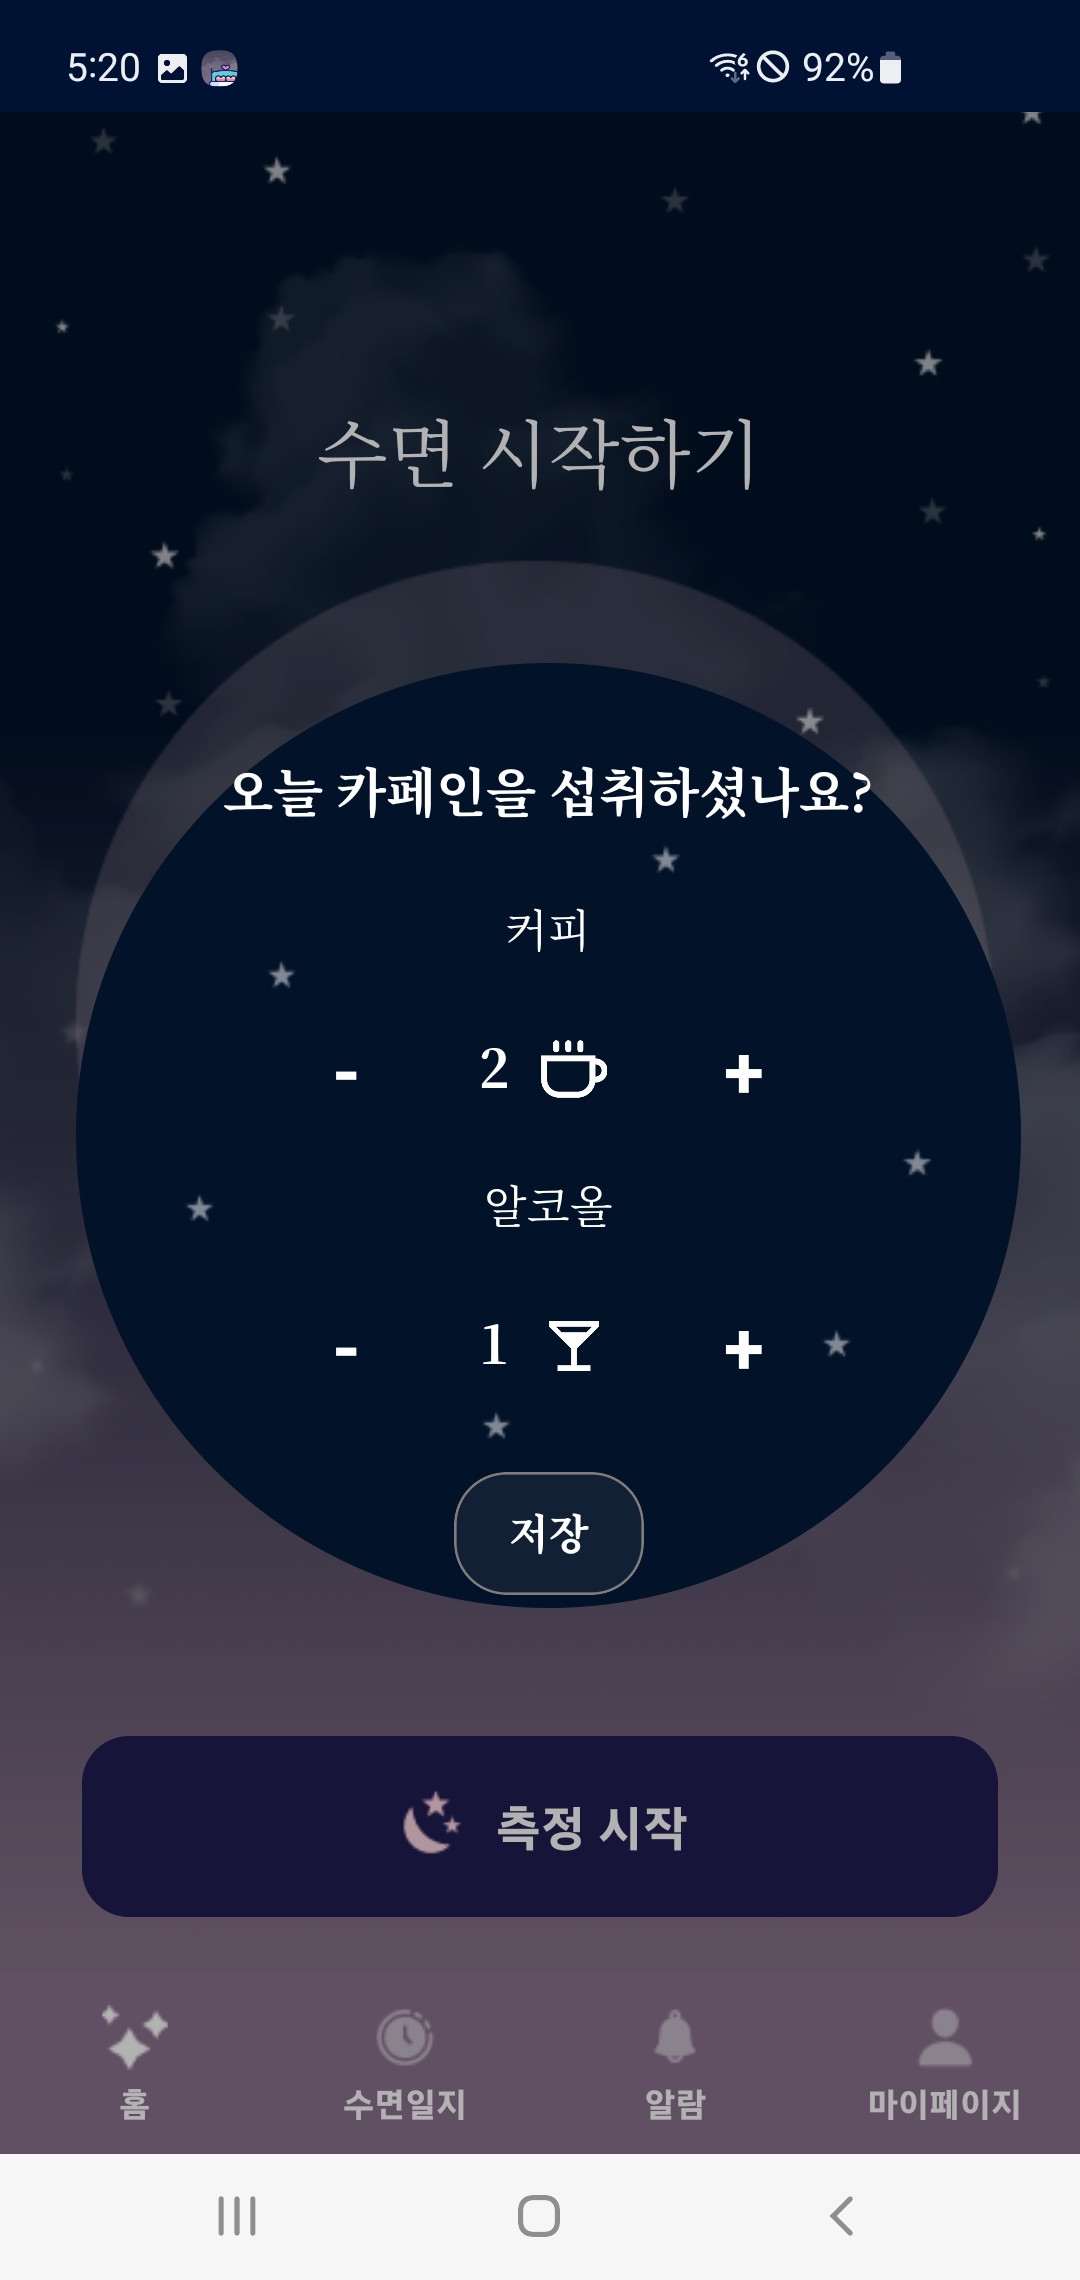 5:20 92%
수면 시작하기
오늘 카페인을 섭취하셨나요?
커피
- 2 +
알코올
- 1 +
저장
측정 시작
홈 수면일지 알람 마이페이지